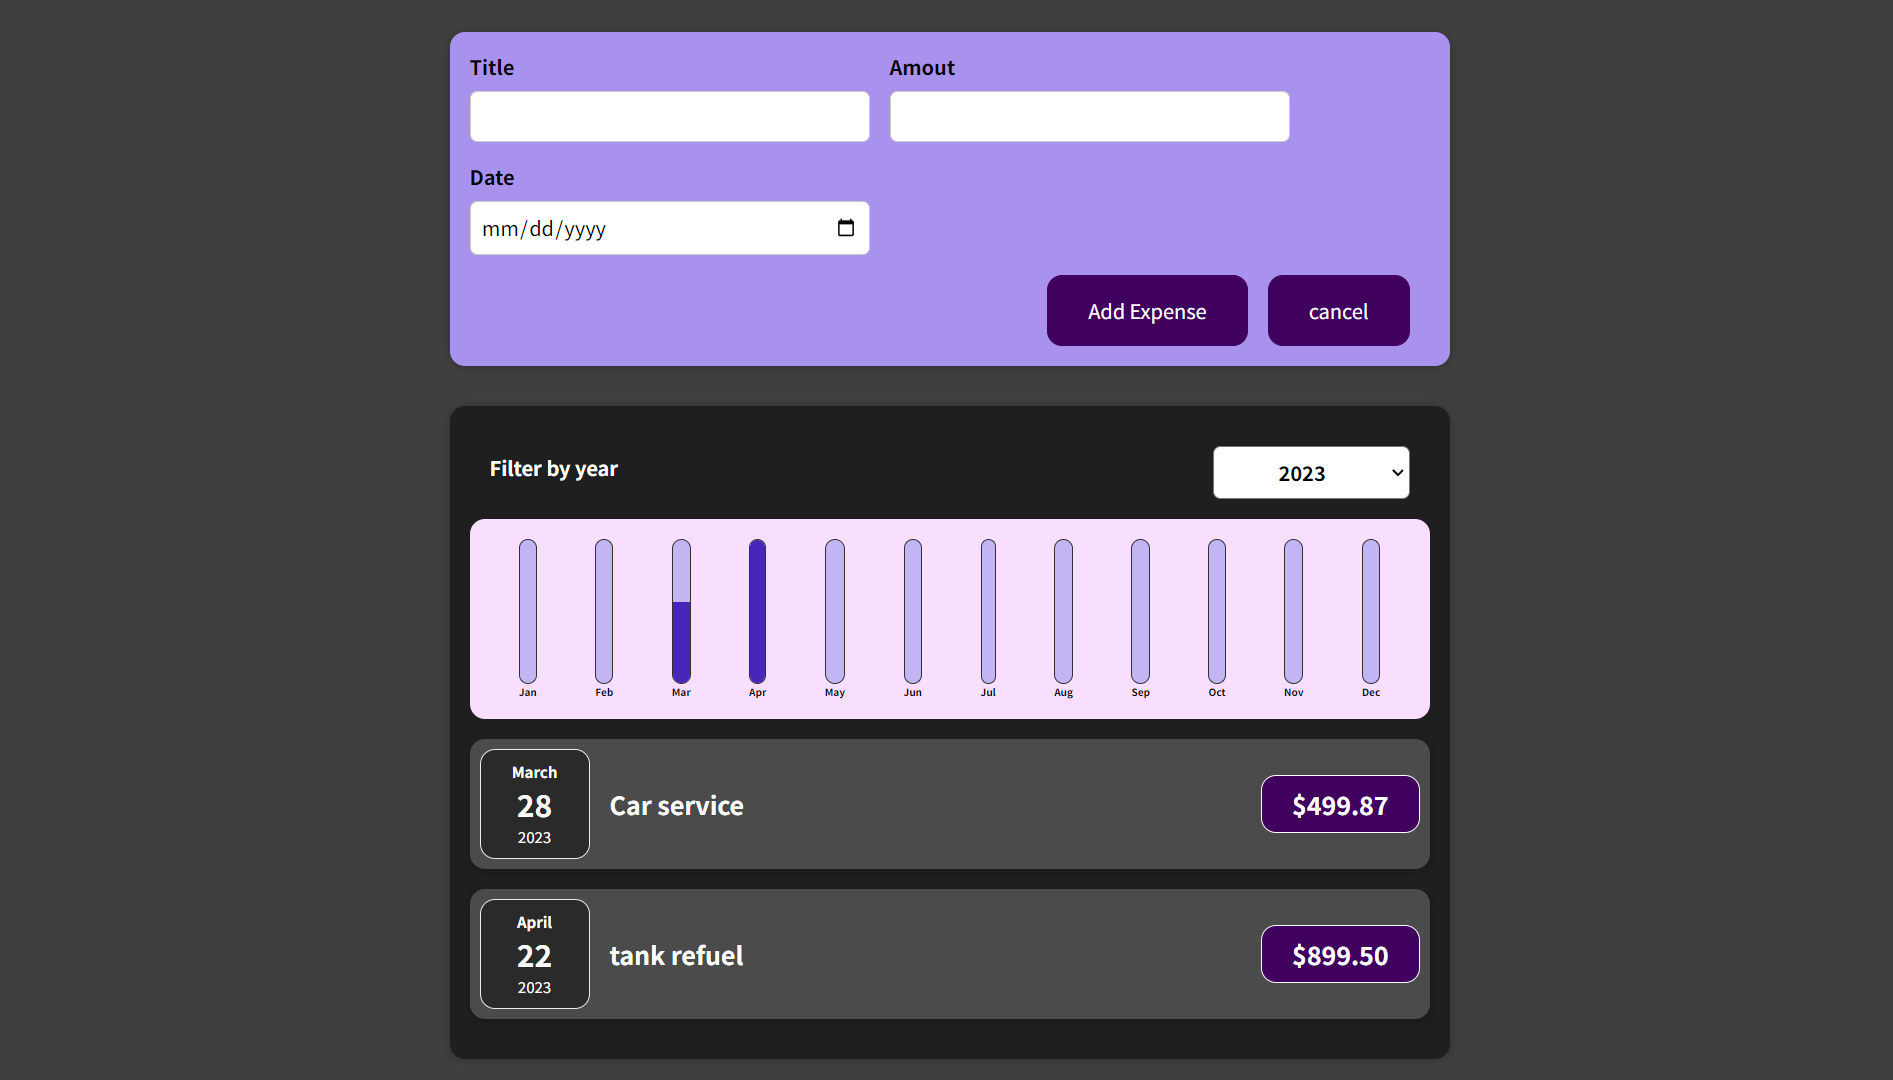 Title Amout
Date
mm/dd/yyyy
Add Expense cancel
Filter by year 2023
Jan Feb Mar Apr May Jun Jul Aug Sep Oct Nov Dec
March
28
2023
Car service
$499.87
April
22
2023
tank refuel
$899.50